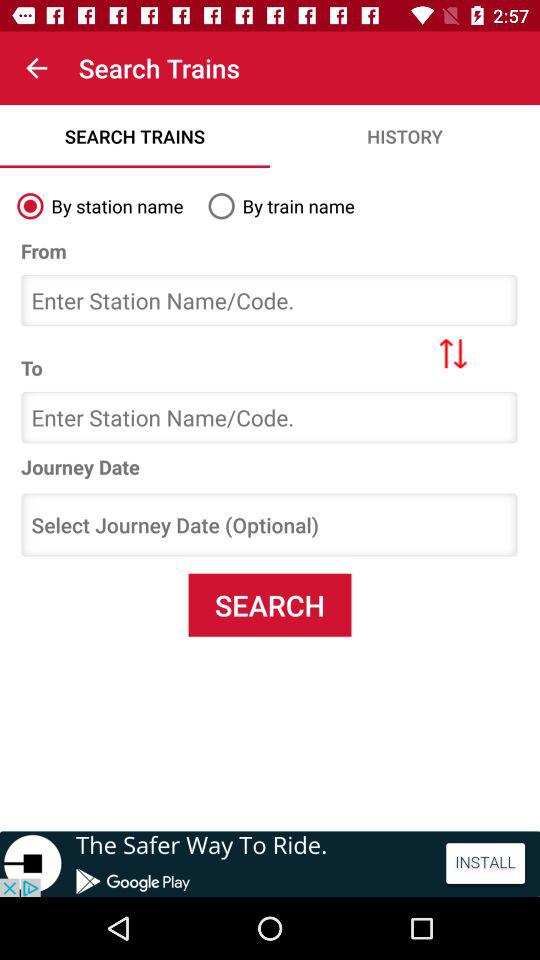 2:57
Search Trains
SEARCH TRAINS HISTORY
By station name By train name
From
Enter Station Name/Code.
To
Enter Station Name/Code.
Journey Date
Select Journey Date (Optional)
SEARCH
The Safer Way To Ride.
Google Play
INSTALL